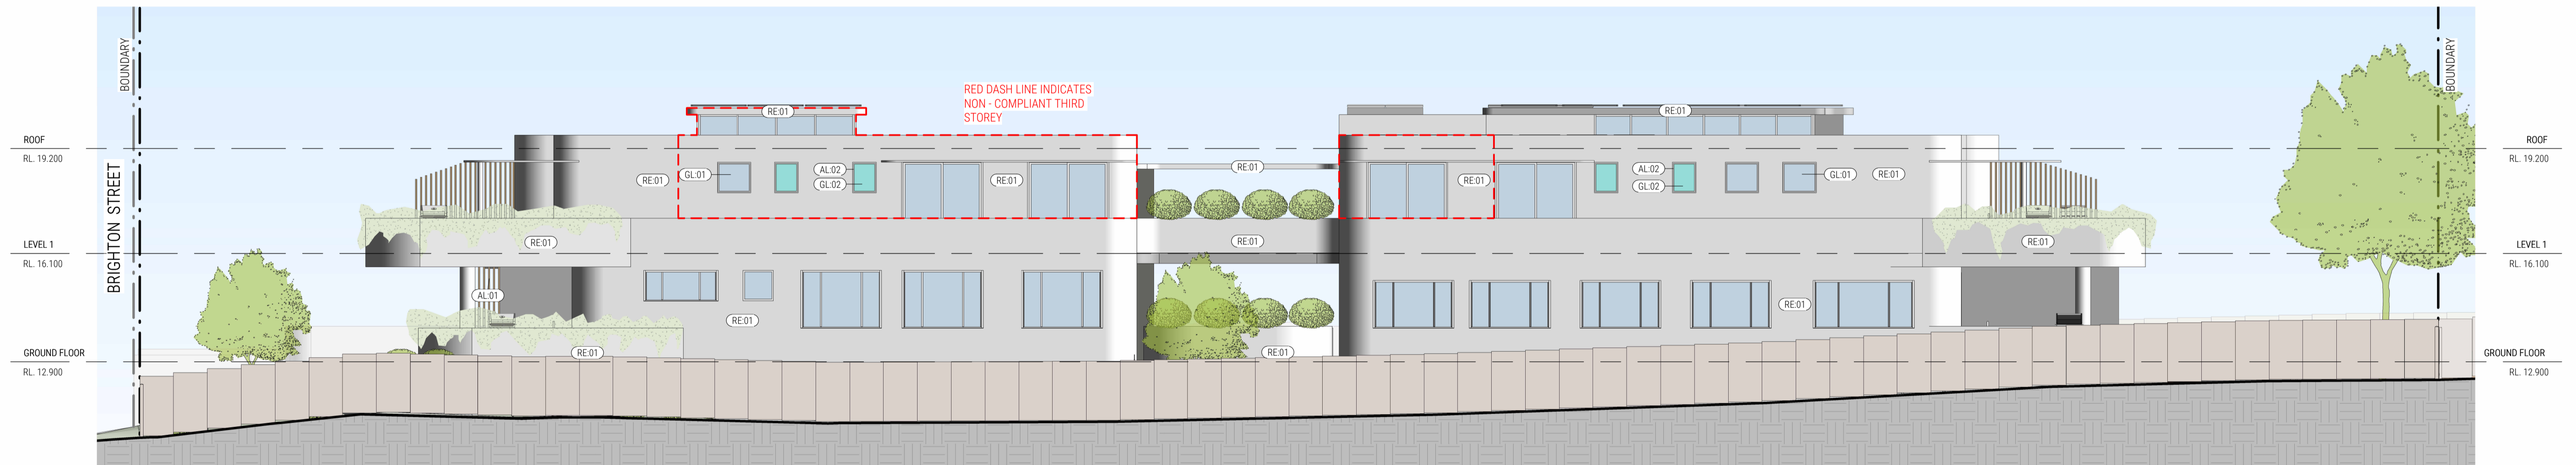 BOUNDARY
BOUNDARY
RED DASH LINE INDICATES
NON - COMPLIANT THIRD
STOREY
RE:01
RE:01
ROOF
RL. 19.200
ROOF
RL. 19.200
BRIGHTON STREET
RE:01
GL:01
AL:02
GL:02
RE:01
RE:01
RE:01
AL:02
GL:02
GL:01
RE:01
LEVEL 1
RL. 16.100
RE:01
RE:01
RE:01
LEVEL 1
RL. 16.100
AL:01
RE:01
RE:01
GROUND FLOOR
RL. 12.900
RE:01
RE:01
GROUND FLOOR
RL. 12.900